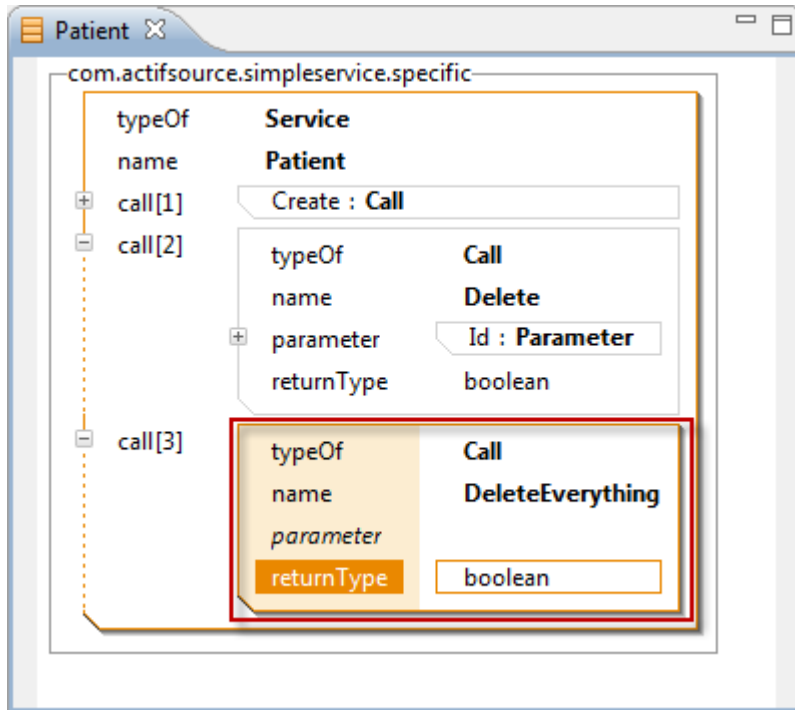 Patient
com.actifsource.simpleservice.specific
typeOf Service
name Patient
call[1] Create : Call
call[2]
typeOf Call
name Delete
parameter Id : Parameter
returnType boolean
call[3]
typeOf Call
name DeleteEverything
parameter
returnType boolean